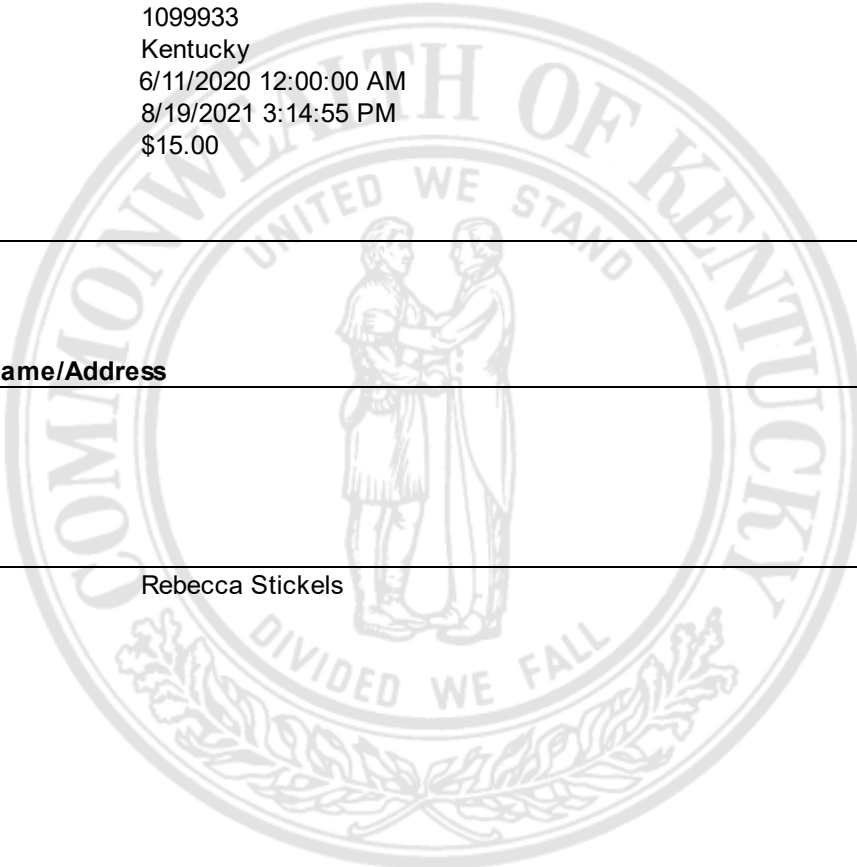 1099933
Kentucky
6/11/2020 12:00:00 AM
8/19/2021 3:14:55 PM
$15.00
COMMONWEALTH OF KENTUCKY
UNITED WE STAND
ame/Address
Rebecca Stickels
DIVIDED WE FALL